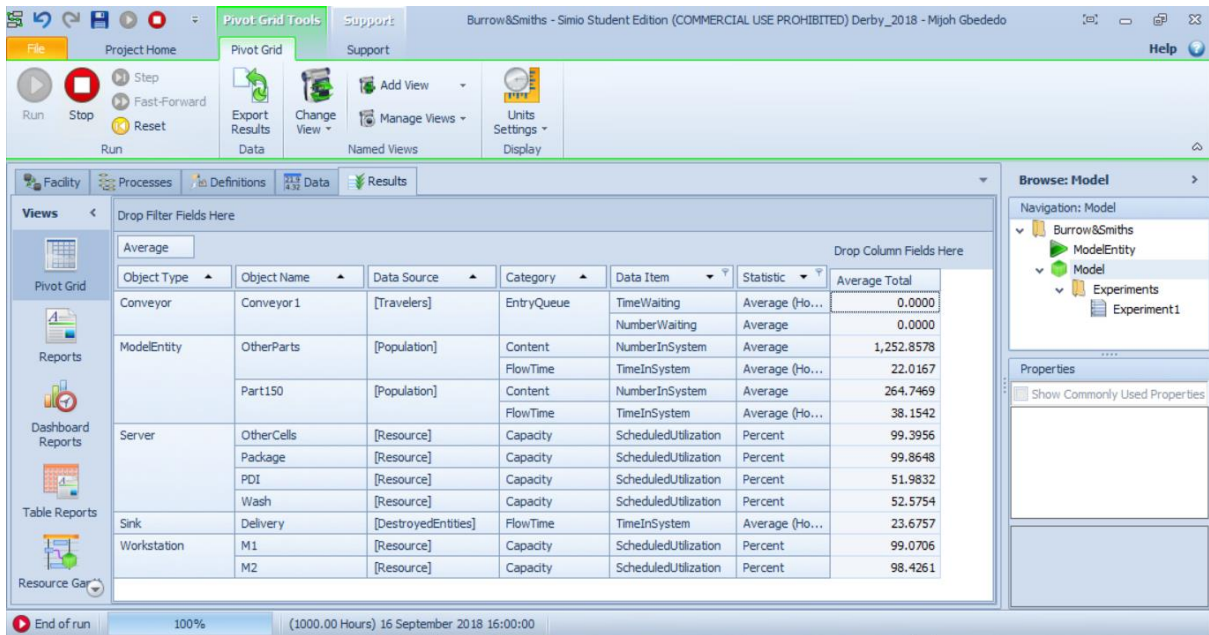 Pivot Grid Tools Support Burrow&Smiths - Simio Student Edition (COMMERCIAL USE PROHIBITED) Derby_2018 - Mijoh Gbededo
File Project Home Pivot Grid Support Help
Run Stop Step Fast-Forward Reset
Export Results Change View Add View Manage Views Units Settings
Run Data Named Views Display
Facility Processes Definitions Data Results
Views
Pivot Grid
Reports
Dashboard Reports
Table Reports
Resource Gantt
Drop Filter Fields Here
Average Drop Column Fields Here
Object Type Object Name Data Source Category Data Item Statistic Average Total
Conveyor Conveyor1 [Travelers] EntryQueue TimeWaiting Average (Ho... 0.0000
NumberWaiting Average 0.0000
ModelEntity OtherParts [Population] Content NumberInSystem Average 1,252.8578
FlowTime TimeInSystem Average (Ho... 22.0167
Part150 [Population] Content NumberInSystem Average 264.7469
FlowTime TimeInSystem Average (Ho... 38.1542
Server OtherCells [Resource] Capacity ScheduledUtilization Percent 99.3956
Package [Resource] Capacity ScheduledUtilization Percent 99.8648
PDI [Resource] Capacity ScheduledUtilization Percent 51.9832
Wash [Resource] Capacity ScheduledUtilization Percent 52.5754
Sink Delivery [DestroyedEntities] FlowTime TimeInSystem Average (Ho... 23.6757
Workstation M1 [Resource] Capacity ScheduledUtilization Percent 99.0706
M2 [Resource] Capacity ScheduledUtilization Percent 98.4261
Browse: Model
Navigation: Model
Burrow&Smiths
ModelEntity
Model
Experiments
Experiment1
Properties
Show Commonly Used Properties
End of run 100% (1000.00 Hours) 16 September 2018 16:00:00